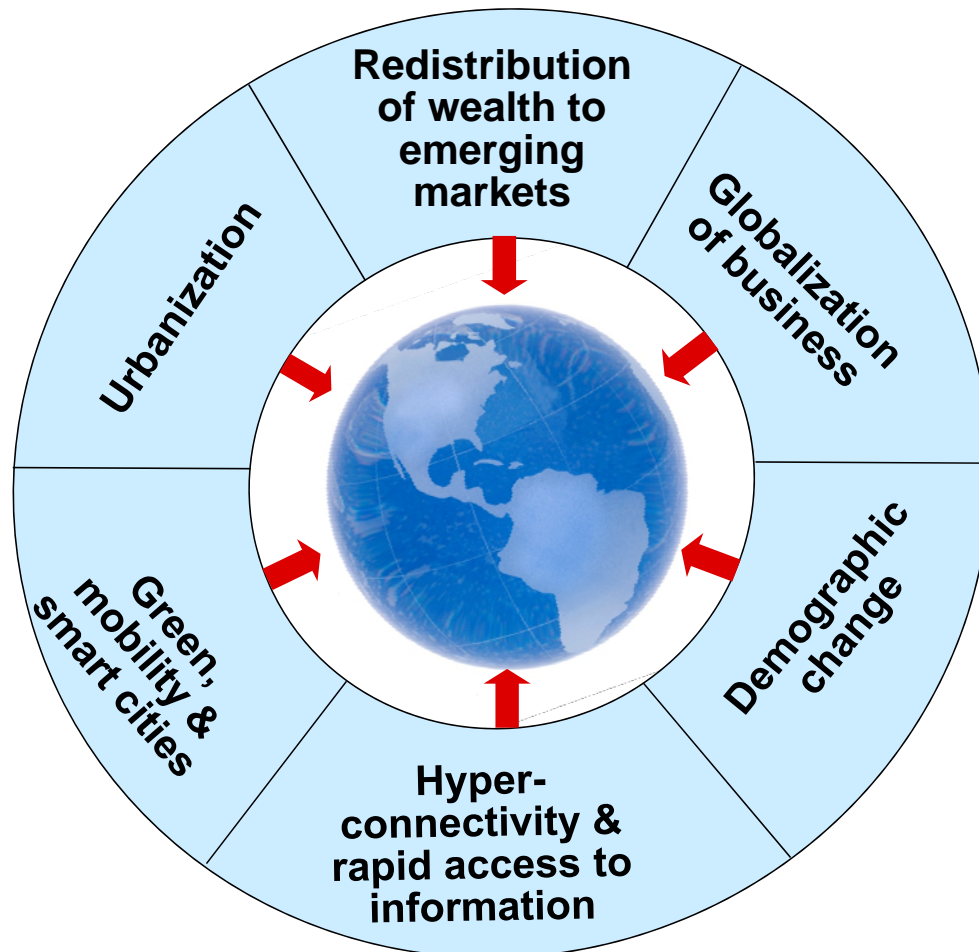 Redistribution
of wealth to
emerging
markets
Globalization
of business
Demographic
change
Hyper-
connectivity &
rapid access to
information
Green,
mobility &
smart cities
Urbanization